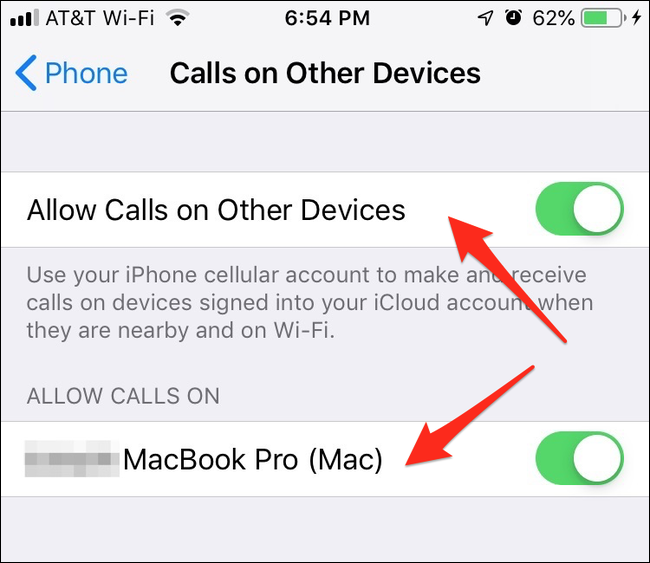 AT&T Wi-Fi 6:54 PM 62%
Phone Calls on Other Devices
Allow Calls on Other Devices
Use your iPhone cellular account to make and receive
calls on devices signed into your iCloud account when
they are nearby and on Wi-Fi.
ALLOW CALLS ON
MacBook Pro (Mac)